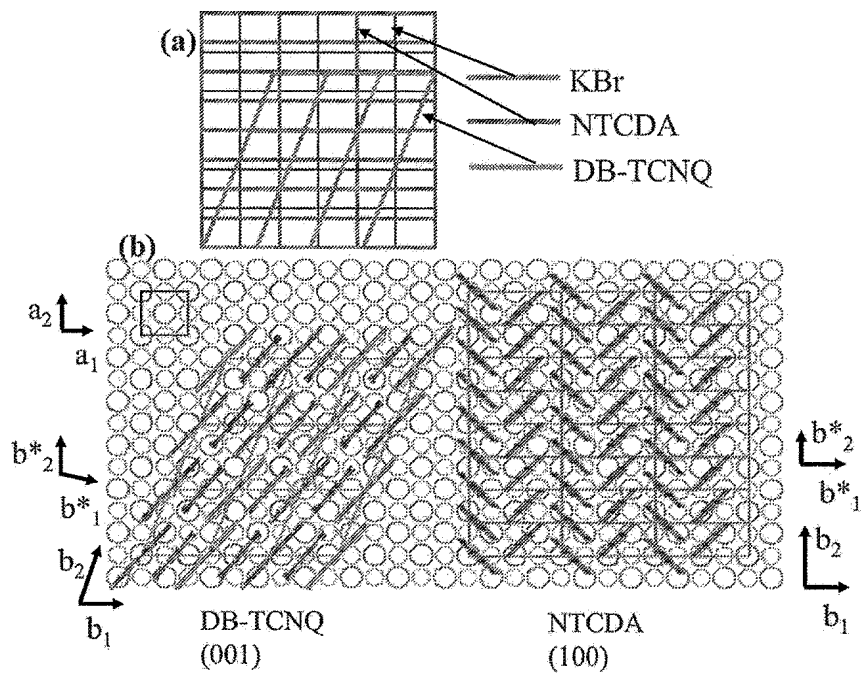 (a)
KBr
NTCDA
DB-TCNQ
(b)
a2
a1
b*2
b*1
b2
b1
b*2
b*1
b2
b1
DB-TCNQ
(001)
NTCDA
(100)